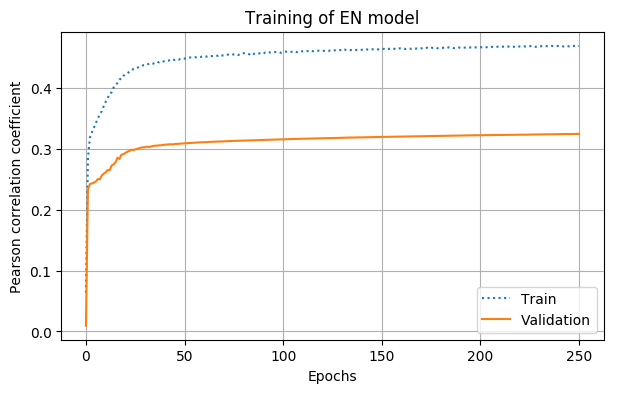 Training of EN model
Pearson correlation coefficient
0.4
0.3
0.2
0.1
0.0
0 50 100 150 200 250
Epochs
Train
Validation